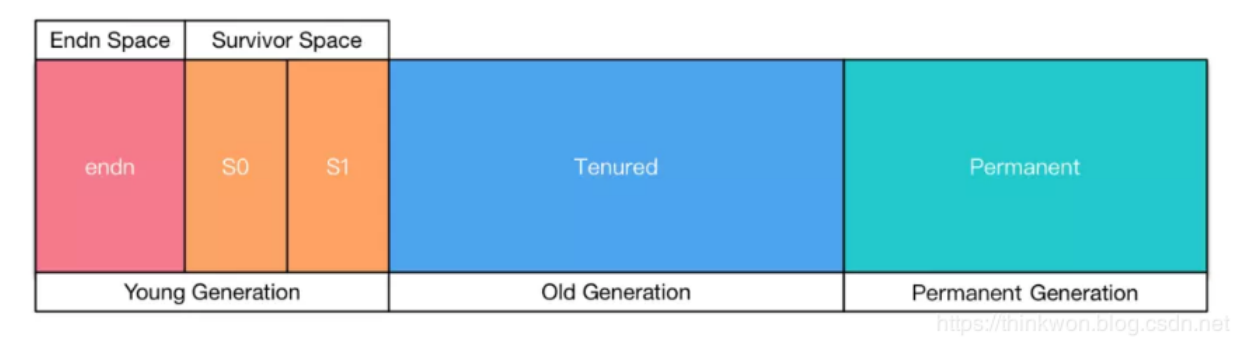 Endn Space Survivor Space
endn S0 S1 Tenured Permanent
Young Generation Old Generation Permanent Generation
https://thinkwon.blog.csdn.net